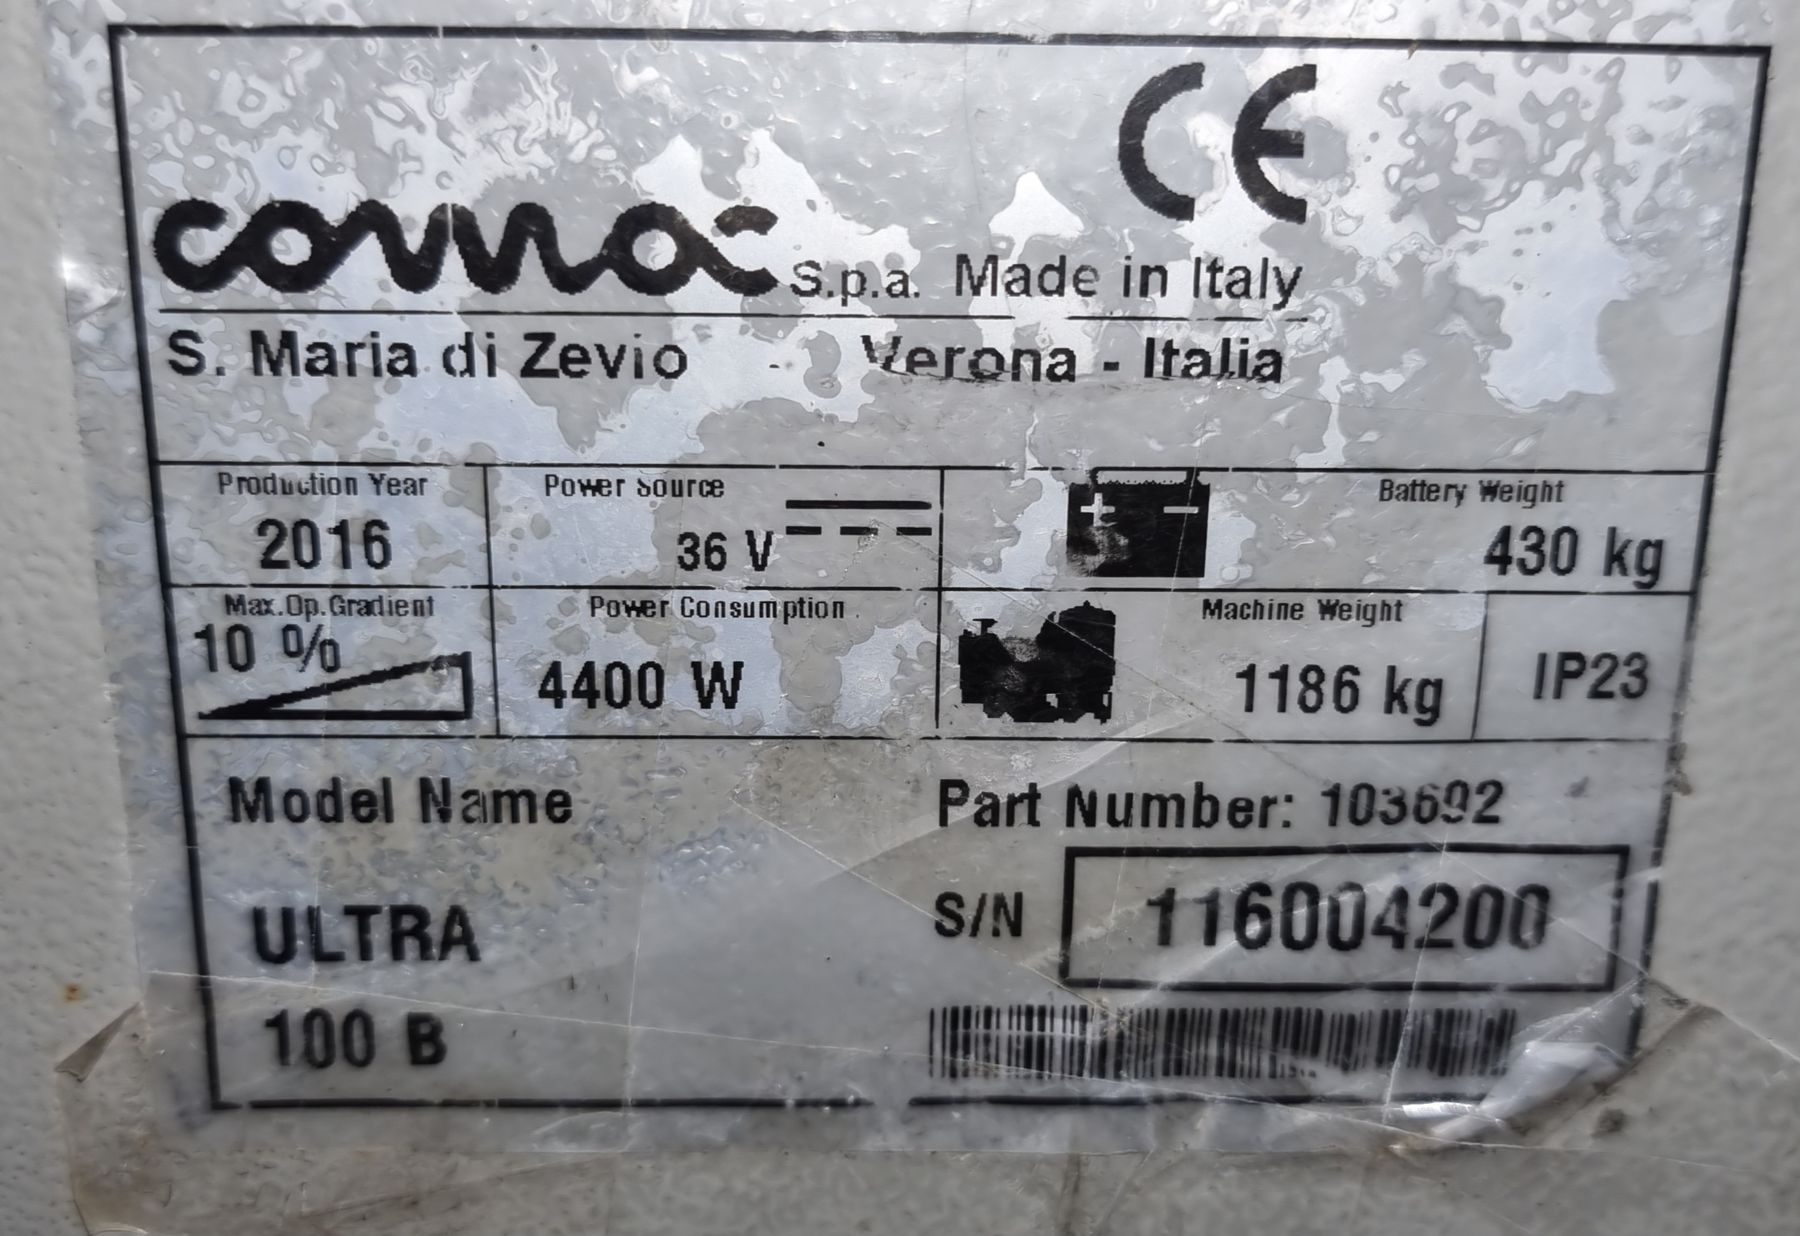 CE
comac S.p.a. Made in Italy
S. Maria di Zevio - Verona - Italia
Production Year
2016
Power Source
36 V
+ -
Battery Weight
430 kg
Max.Op.Gradient
10 %
Power Consumption
4400 W
Machine Weight
1186 kg
IP23
Model Name
ULTRA
100 B
Part Number: 103692
S/N 116004200